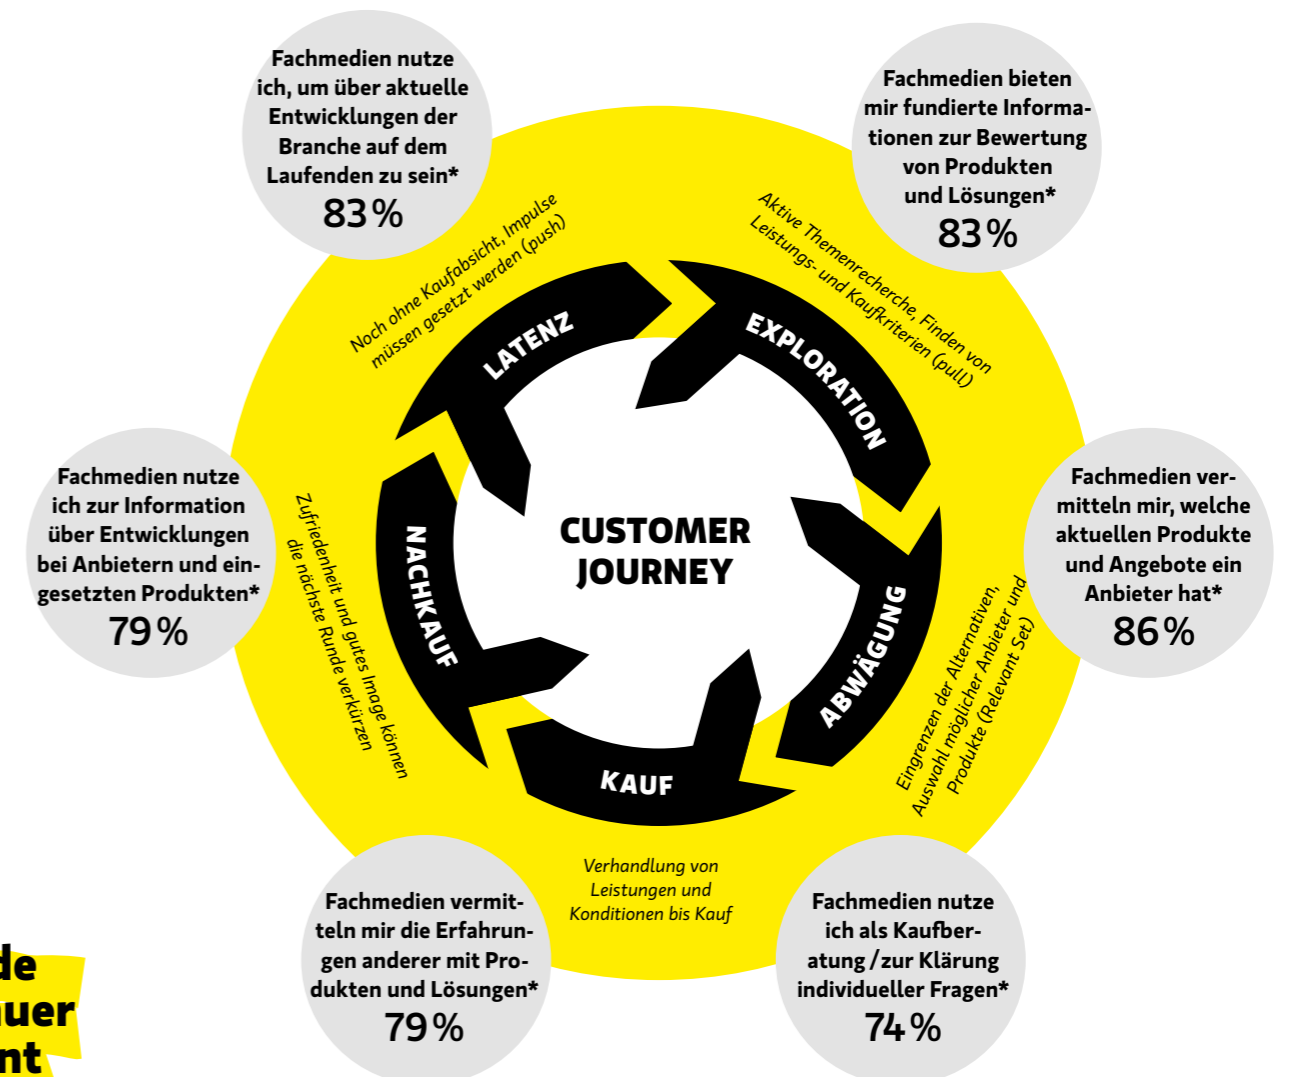 Fachmedien nutze
ich, um über aktuelle
Entwicklungen der
Branche auf dem
Laufenden zu sein*
83 %
Fachmedien bieten
mir fundierte Informa-
tionen zur Bewertung
von Produkten
und Lösungen*
83 %
Noch ohne Kaufabsicht, Impulse
müssen gesetzt werden (push)
Aktive Themenrecherche, Finden von
Leistungs- und Kaufkriterien (pull)
LATENZ
EXPLORATION
Fachmedien nutze
ich zur Information
über Entwicklungen
bei Anbietern und ein-
gesetzten Produkten*
79 %
Zufriedenheit und gutes Image können
die nächste Runde verkürzen
NACHKAUF
CUSTOMER
JOURNEY
ABWÄGUNG
Eingrenzen der Alternativen,
Auswahl möglicher Anbieter und
Produkte (Relevant Set)
Fachmedien ver-
mitteln mir, welche
aktuellen Produkte
und Angebote ein
Anbieter hat*
86 %
KAUF
Verhandlung von
Leistungen und
Konditionen bis Kauf
Fachmedien vermit-
teln mir die Erfahrun-
gen anderer mit Pro-
dukten und Lösungen*
79 %
Fachmedien nutze
ich als Kaufber-
atung / zur Klärung
individueller Fragen*
74 %
de
uer
nt